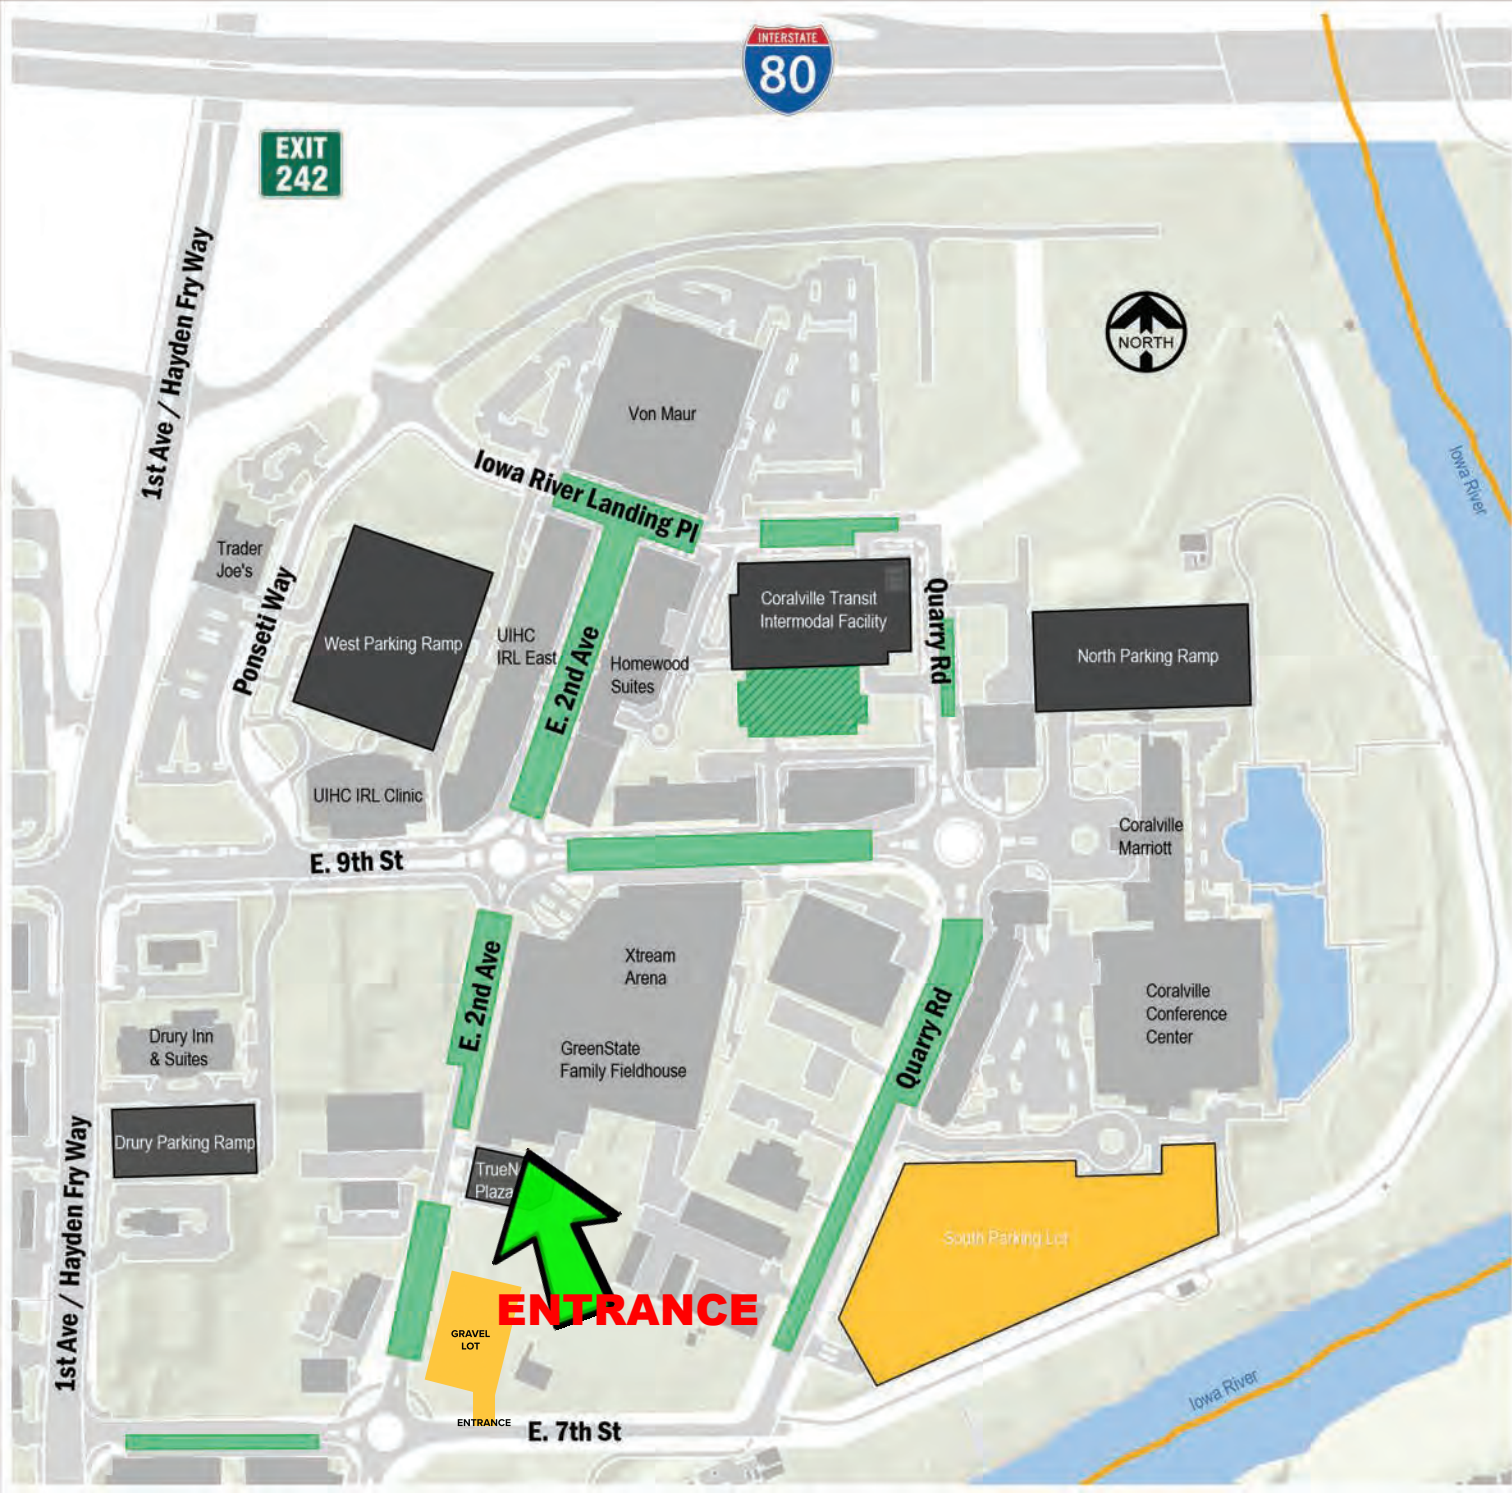 INTERSTATE
80
EXIT
242
1st Ave / Hayden Fry Way
NORTH
Von Maur
Iowa River
Iowa River Landing Pl
Trader
Joe's
Ponseti Way
West Parking Ramp
UIHC
IRL East
E. 2nd Ave
Homewood
Suites
Coralville Transit
Intermodal Facility
Quarry Rd
North Parking Ramp
UIHC IRL Clinic
Coralville
Marriott
E. 9th St
Xtream
Arena
E. 2nd Ave
GreenState
Family Fieldhouse
Quarry Rd
Coralville
Conference
Center
Drury Inn
& Suites
Drury Parking Ramp
1st Ave / Hayden Fry Way
TrueN
Plaza
South Parking Lot
ENTRANCE
GRAVEL
LOT
ENTRANCE
E. 7th St
Iowa River